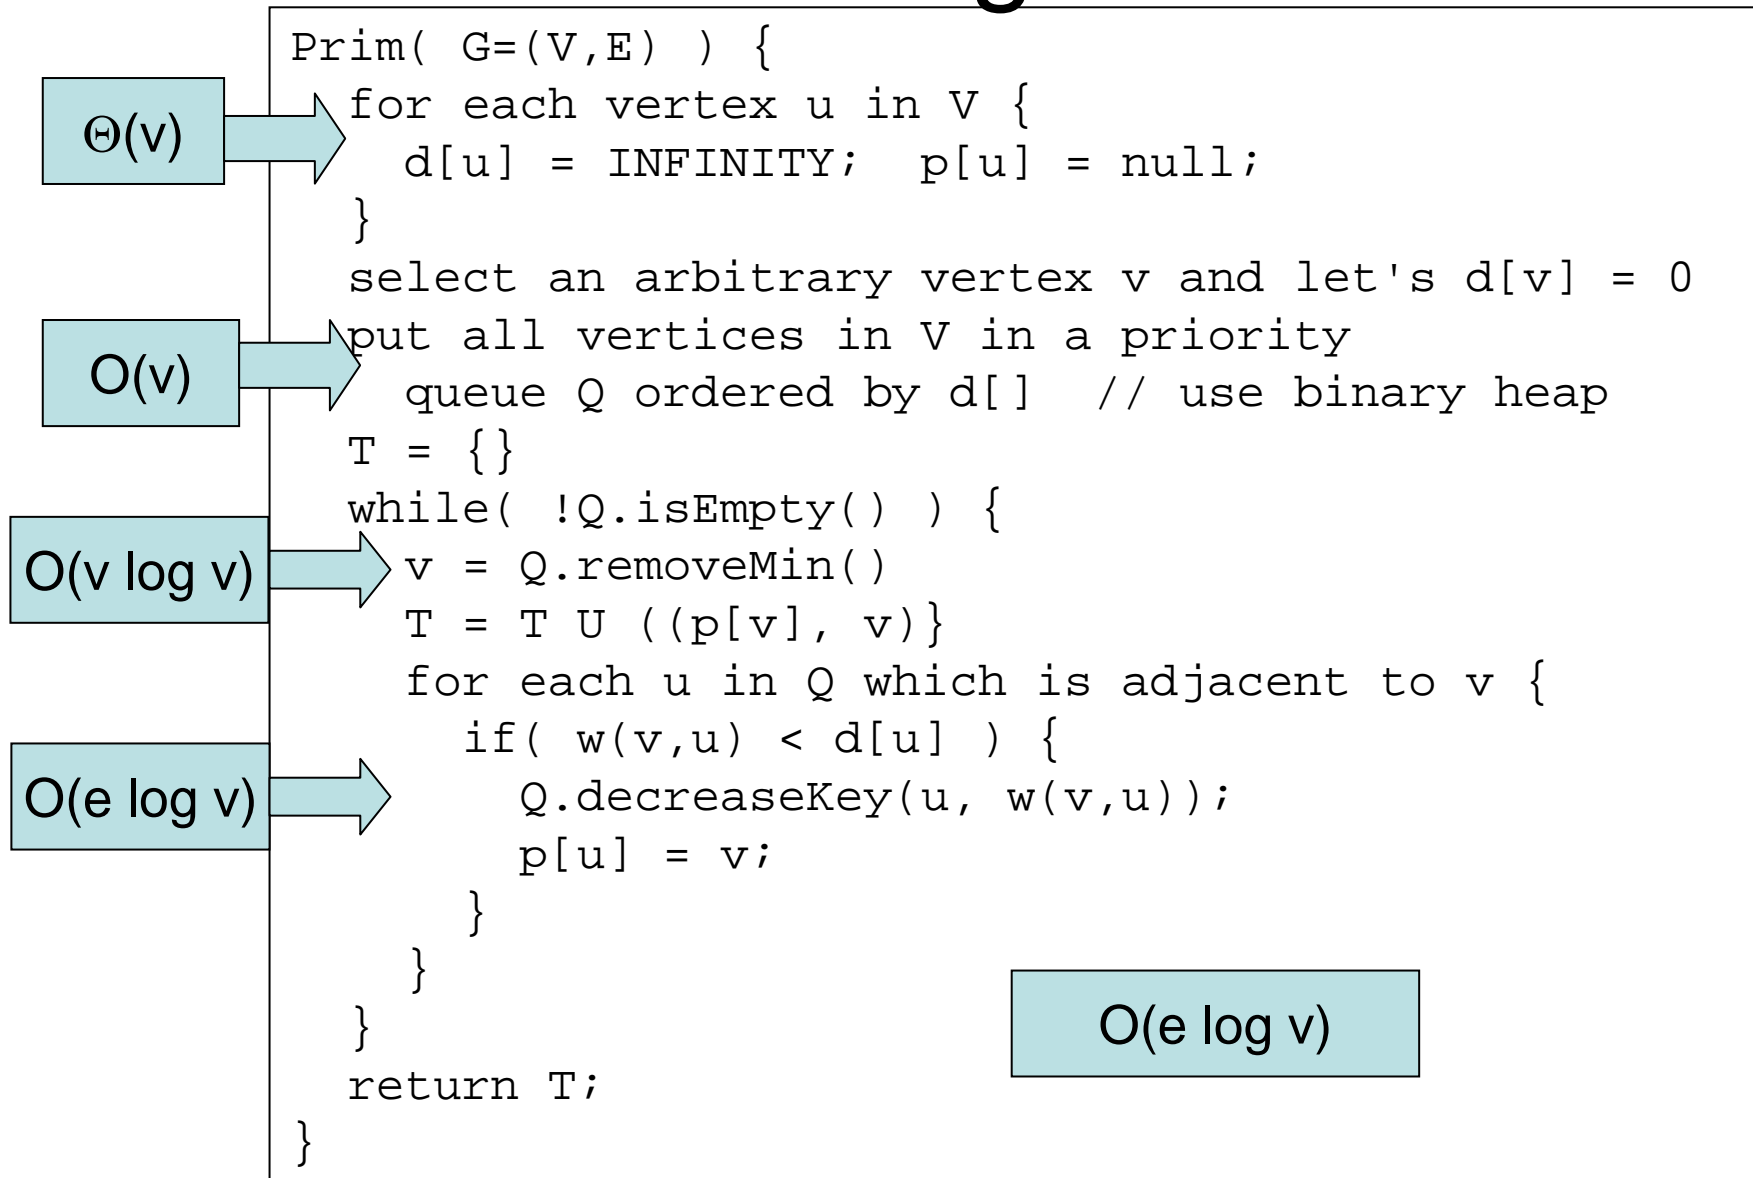 Prim( G=(V,E) ) {
Θ(v)
for each vertex u in V {
d[u] = INFINITY; p[u] = null;
}
select an arbitrary vertex v and let's d[v] = 0
O(v)
put all vertices in V in a priority
queue Q ordered by d[] // use binary heap
T = {}
while( !Q.isEmpty() ) {
O(v log v)
v = Q.removeMin()
T = T U ((p[v], v)}
for each u in Q which is adjacent to v {
if( w(v,u) < d[u] ) {
O(e log v)
Q.decreaseKey(u, w(v,u));
p[u] = v;
}
}
}
O(e log v)
return T;
}